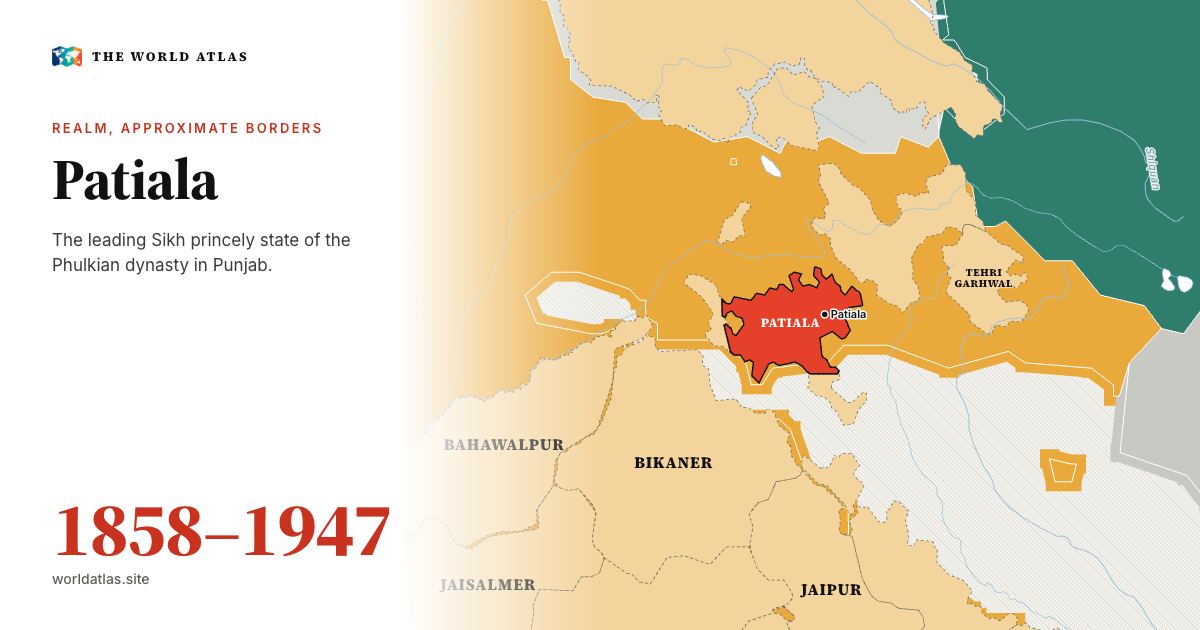 THE WORLD ATLAS
REALM, APPROXIMATE BORDERS
Patiala
The leading Sikh princely state of the
Phulkian dynasty in Punjab.
1858–1947
worldatlas.site
Shiquan
TEHRI
GARHWAL
PATIALA
Patiala
BAHAWALPUR
BIKANER
JAISALMER
JAIPUR